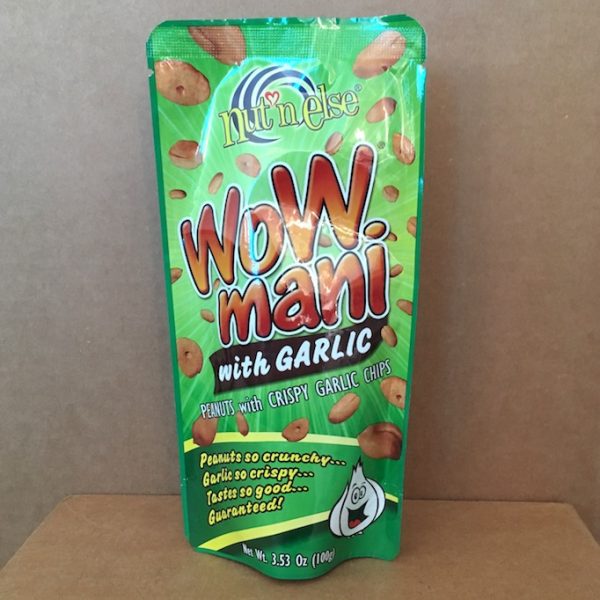 nut'n else®
WOW
mani®
with GARLIC
PEANUTS with CRISPY GARLIC CHIPS
Peanuts so crunchy...
Garlic so crispy...
Tastes so good...
Guaranteed!
Net Wt. 3.53 Oz (100g)